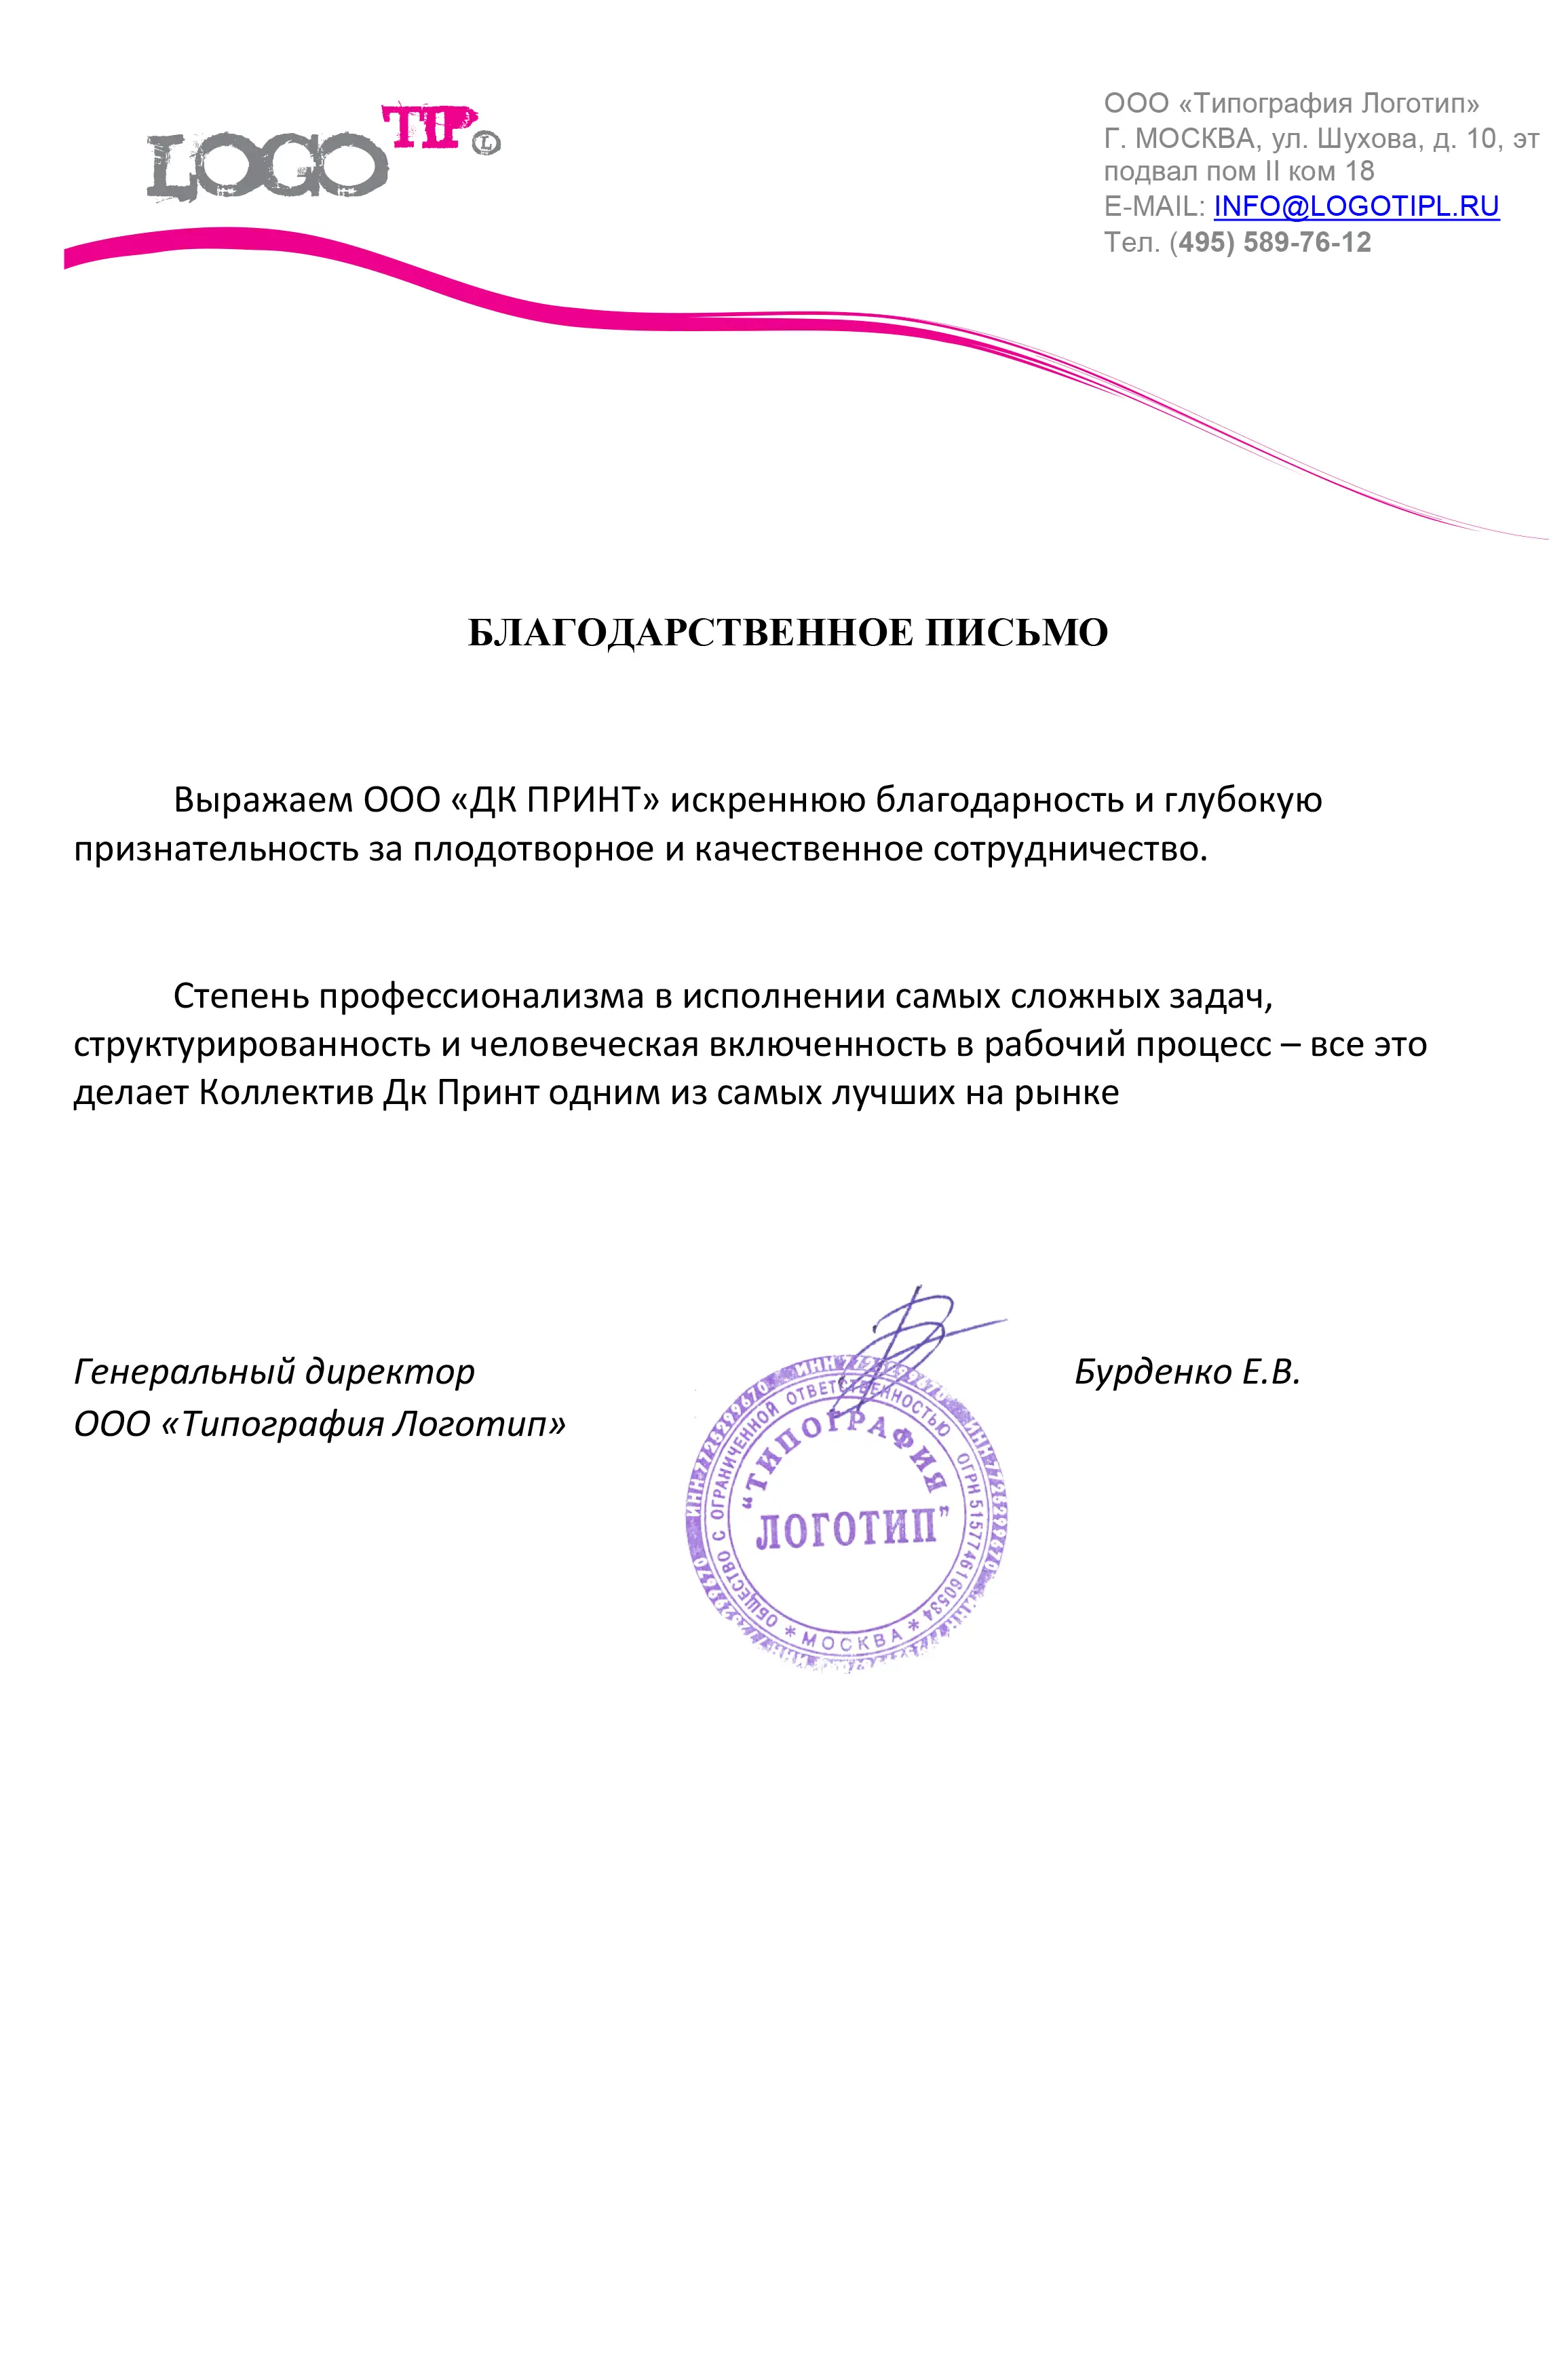 LOGO TIP L
ООО «Типография Логотип»
Г. МОСКВА, ул. Шухова, д. 10, эт
подвал пом II ком 18
E-MAIL: INFO@LOGOTIPL.RU
Тел. (495) 589-76-12
БЛАГОДАРСТВЕННОЕ ПИСЬМО
Выражаем ООО «ДК ПРИНТ» искреннюю благодарность и глубокую
признательность за плодотворное и качественное сотрудничество.
Степень профессионализма в исполнении самых сложных задач,
структурированность и человеческая включенность в рабочий процесс – все это
делает Коллектив Дк Принт одним из самых лучших на рынке
Генеральный директор
Бурденко Е.В.
ООО «Типография Логотип»
ОБЩЕСТВО С ОГРАНИЧЕННОЙ ОТВЕТСТВЕННОСТЬЮ ОГРН 5157746160534
* МОСКВА *
"ТИПОГРАФИЯ
ЛОГОТИП"